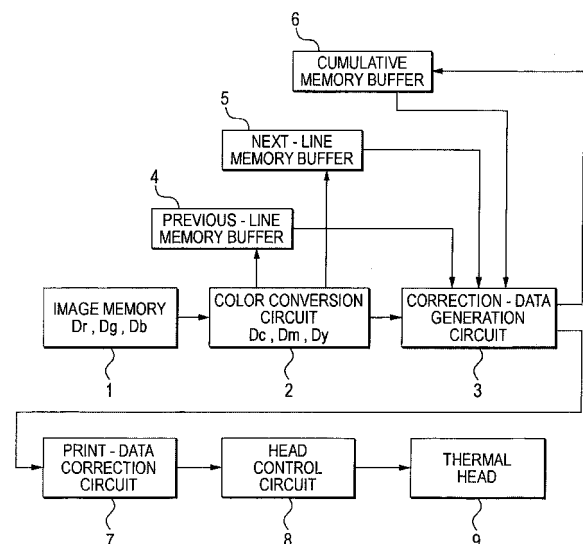 6
CUMULATIVE
MEMORY BUFFER
5
NEXT - LINE
MEMORY BUFFER
4
PREVIOUS - LINE
MEMORY BUFFER
IMAGE MEMORY
Dr , Dg , Db
1
COLOR CONVERSION
CIRCUIT
Dc , Dm , Dy
2
CORRECTION - DATA
GENERATION
CIRCUIT
3
PRINT - DATA
CORRECTION
CIRCUIT
7
HEAD
CONTROL
CIRCUIT
8
THERMAL
HEAD
9